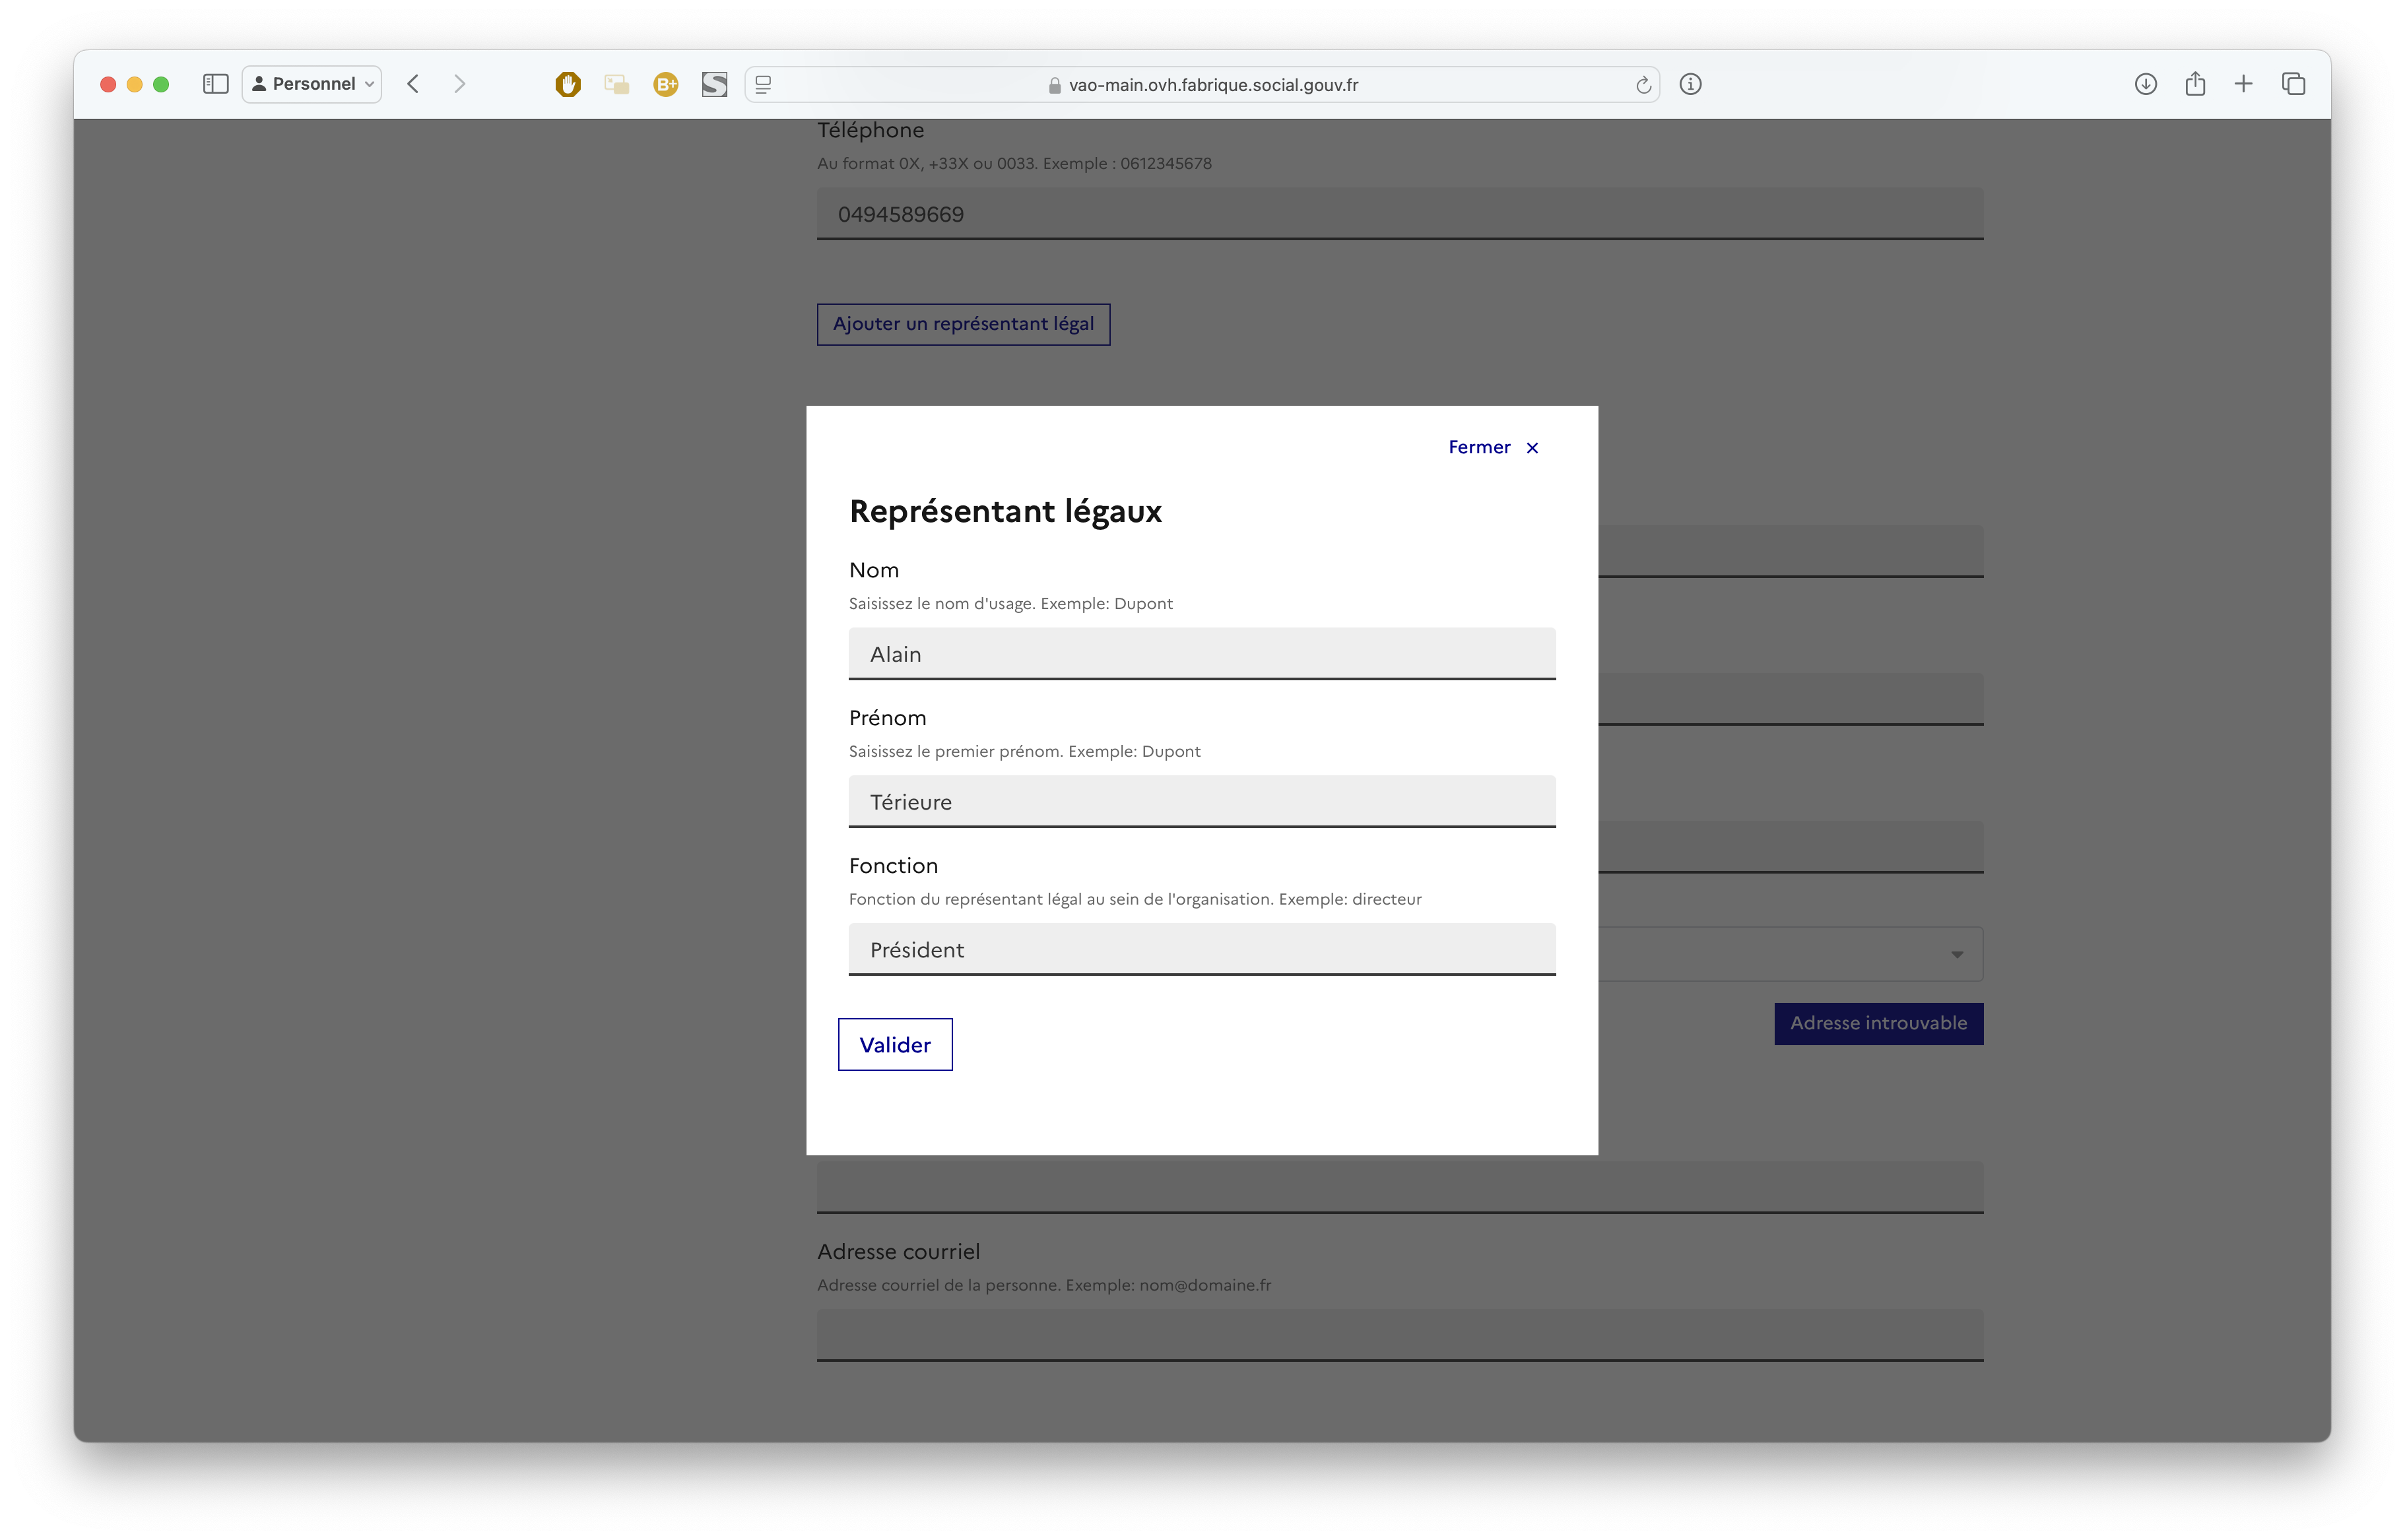 Personnel
B+
vao-main.ovh.fabrique.social.gouv.fr
Téléphone
Au format 0X, +33X ou 0033. Exemple : 0612345678
0494589669
Ajouter un représentant légal
Fermer ×
Représentant légaux
Nom
Saisissez le nom d'usage. Exemple: Dupont
Alain
Prénom
Saisissez le premier prénom. Exemple: Dupont
Térieure
Fonction
Fonction du représentant légal au sein de l'organisation. Exemple: directeur
Président
Adresse introuvable
Valider
Adresse courriel
Adresse courriel de la personne. Exemple: nom@domaine.fr